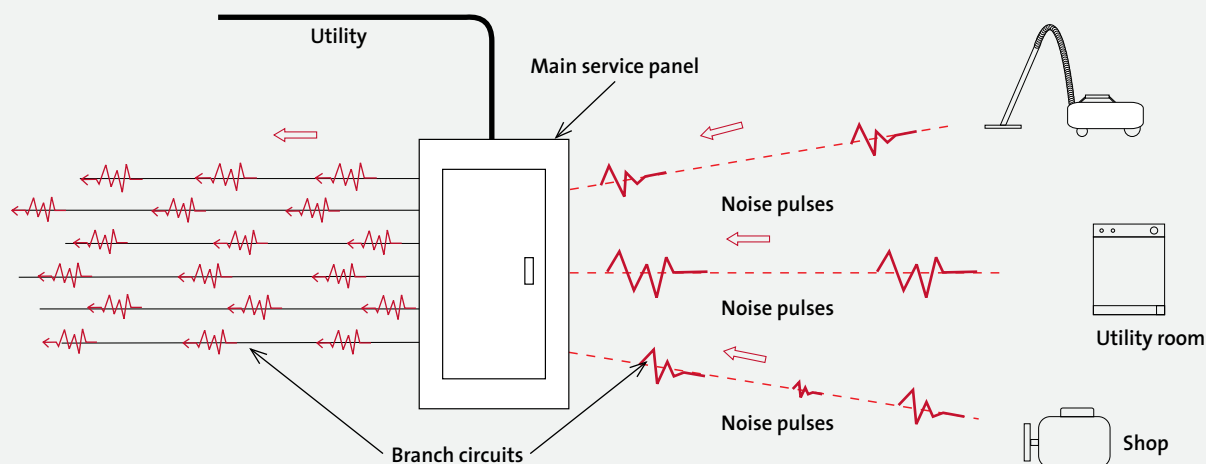 Utility
Main service panel
Noise pulses
Noise pulses
Utility room
Noise pulses
Shop
Branch circuits